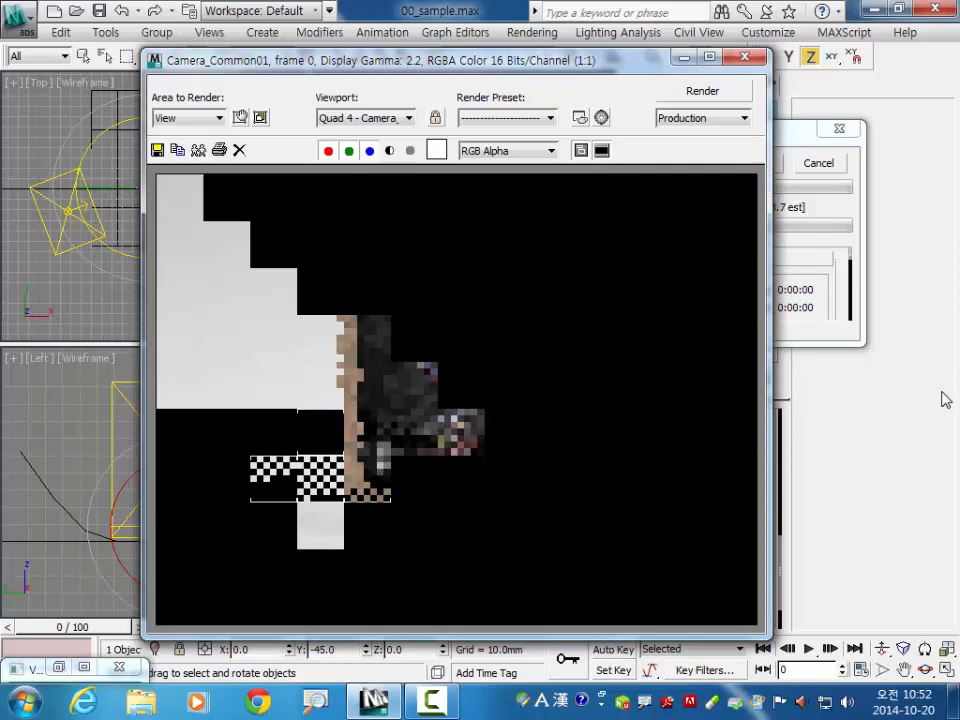 Workspace: Default
00_sample.max
Type a keyword or phrase
3DS
Edit
Tools
Group
Views
Create
Modifiers
Animation
Graph Editors
Rendering
Lighting Analysis
Civil View
Customize
MAXScript
Help
All
Y
Z
XY
[+][Top][Wireframe]
Camera_Common01, frame 0, Display Gamma: 2.2, RGBA Color 16 Bits/Channel (1:1)
Area to Render:
Viewport:
Render Preset:
Render
View
Quad 4 - Camera_
Production
RGB Alpha
Cancel
.7 est]
0:00:00
0:00:00
z
x
[+][Left][Wireframe]
z
y
0 / 100
1 Objec
X: 0.0
Y: -45.0
Z: 0.0
Grid = 10.0mm
Auto Key
Selected
V...
drag to select and rotate objects
Add Time Tag
Set Key
Key Filters...
0
A 漢
오전 10:52
2014-10-20